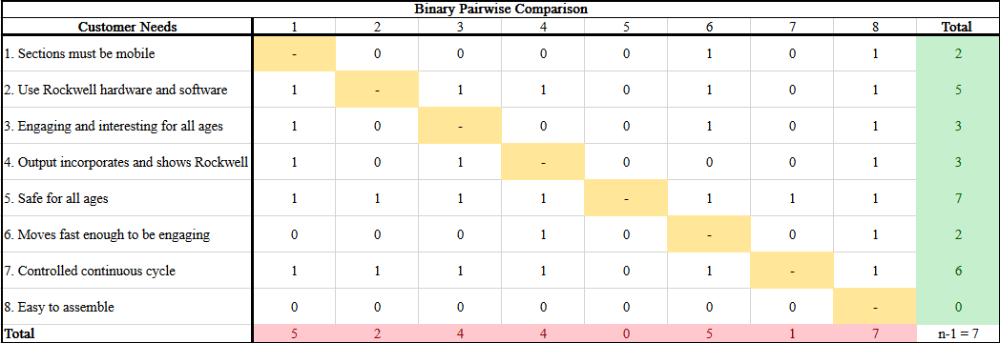 Binary Pairwise Comparison
Customer Needs 1 2 3 4 5 6 7 8 Total
1. Sections must be mobile - 0 0 0 0 1 0 1 2
2. Use Rockwell hardware and software 1 - 1 1 0 1 0 1 5
3. Engaging and interesting for all ages 1 0 - 0 0 1 0 1 3
4. Output incorporates and shows Rockwell 1 0 1 - 0 0 0 1 3
5. Safe for all ages 1 1 1 1 - 1 1 1 7
6. Moves fast enough to be engaging 0 0 0 1 0 - 0 1 2
7. Controlled continuous cycle 1 1 1 1 0 1 - 1 6
8. Easy to assemble 0 0 0 0 0 0 0 - 0
Total 5 2 4 4 0 5 1 7 n-1 = 7